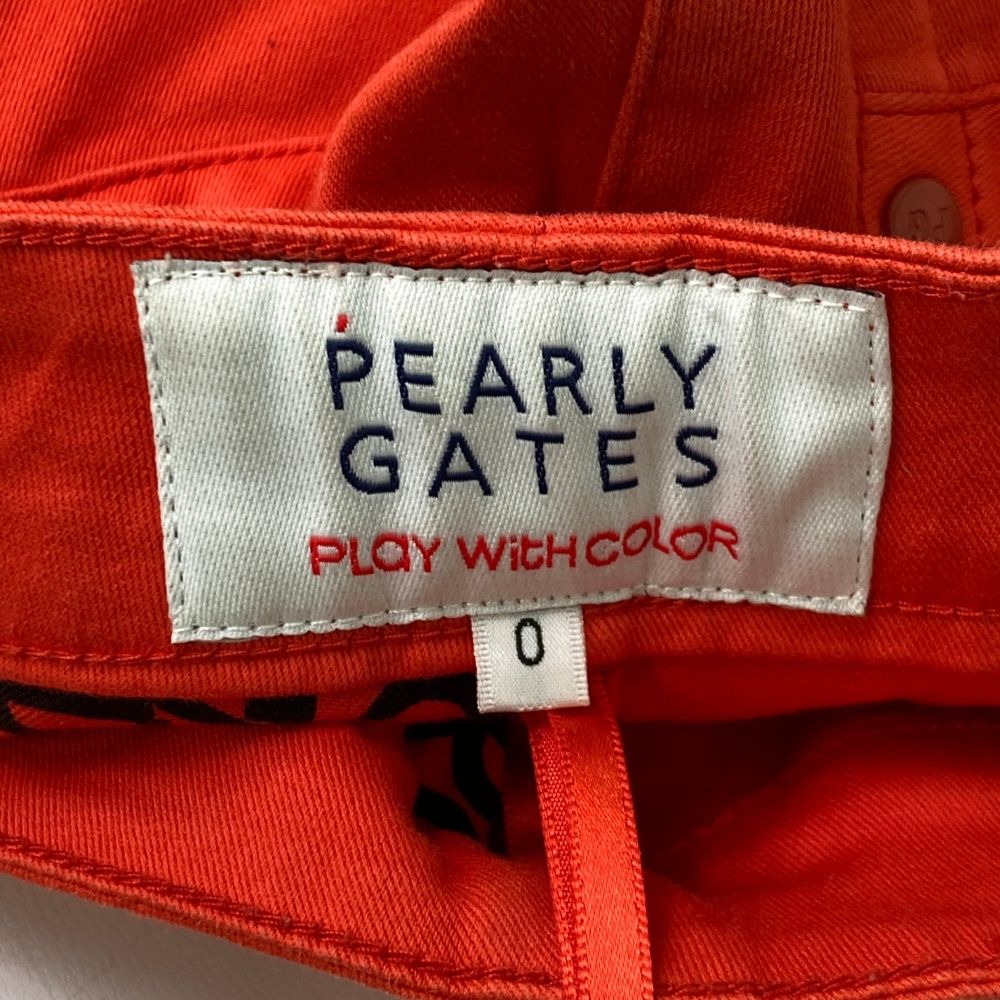 PEARLY
GATES
PLaY WitH COLOR
0